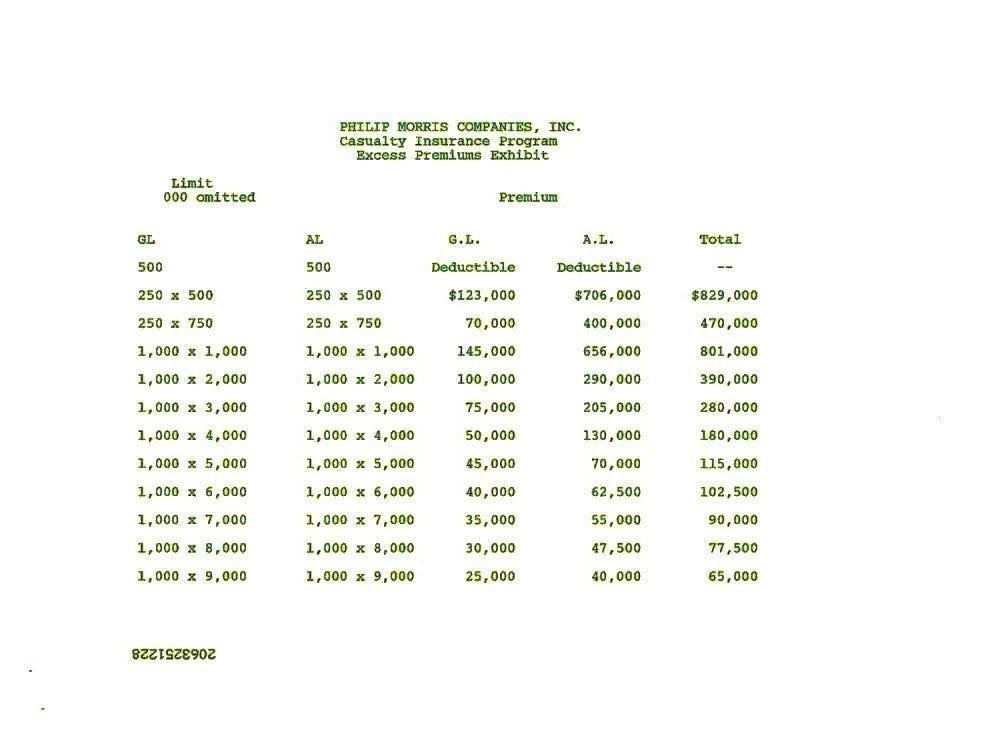 PHILIP MORRIS COMPANIES, INC.
Casualty Insurance Program
Excess Premiums Exhibit
Limit
000 omitted Premium
GL AL G.L. A.L. Total
500 500 Deductible Deductible --
250 x 500 250 x 500 $123,000 $706,000 $829,000
250 x 750 250 x 750 70,000 400,000 470,000
1,000 x 1,000 1,000 x 1,000 145,000 656,000 801,000
1,000 x 2,000 1,000 x 2,000 100,000 290,000 390,000
1,000 x 3,000 1,000 x 3,000 75,000 205,000 280,000
1,000 x 4,000 1,000 x 4,000 50,000 130,000 180,000
1,000 x 5,000 1,000 x 5,000 45,000 70,000 115,000
1,000 x 6,000 1,000 x 6,000 40,000 62,500 102,500
1,000 x 7,000 1,000 x 7,000 35,000 55,000 90,000
1,000 x 8,000 1,000 x 8,000 30,000 47,500 77,500
1,000 x 9,000 1,000 x 9,000 25,000 40,000 65,000
2063251228